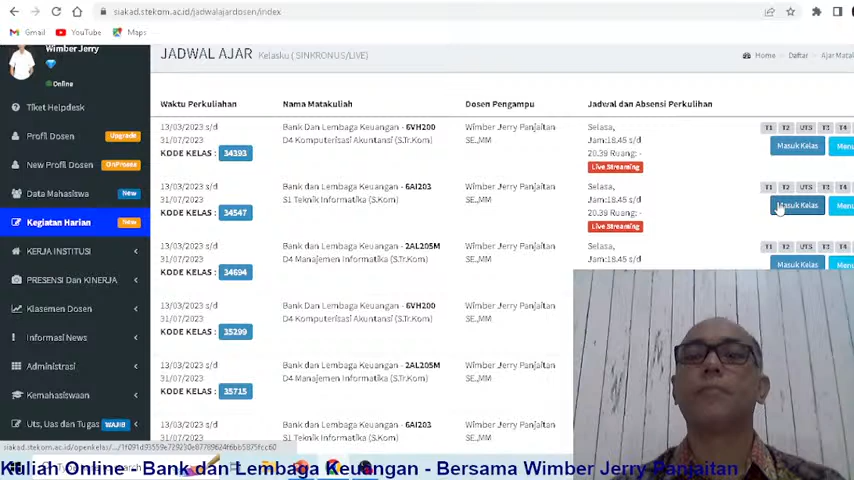 siakad.stekom.ac.id/jadwalajardosen/index
Gmail YouTube Maps
Wimber Jerry
Online
Tiket Helpdesk
Profil Dosen Upgrade
New Profil Dosen OnProses
Data Mahasiswa New
Kegiatan Harian New
KERJA INSTITUSI
PRESENSI Dan KINERJA
Klasemen Dosen
Informasi News
Administrasi
Kemahasiswaan
Uts, Uas dan Tugas WAJIB
JADWAL AJAR Kelasku ( SINKRONUS/LIVE)
Home Daftar
Waktu Perkuliahan Nama Matakuliah Dosen Pengampu Jadwal dan Absensi Perkulihan
13/03/2023 s/d Bank Dan Lembaga Keuangan - 6VH200 Wimber Jerry Panjaitan Selasa, T1 T2 UTS T3 T4
31/07/2023 D4 Komputerisasi Akuntansi (S.Tr.Kom) SE.,MM Jam:18.45 s/d Masuk Kelas Menu
KODE KELAS : 34393 20.39 Ruang: -
Live Streaming
13/03/2023 s/d Bank dan Lembaga Keuangan - 6AI203 Wimber Jerry Panjaitan Selasa, T1 T2 UTS T3 T4
31/07/2023 S1 Teknik Informatika (S.Kom) SE.,MM Jam:18.45 s/d Masuk Kelas Menu
KODE KELAS : 34547 20.39 Ruang: -
Live Streaming
13/03/2023 s/d Bank dan Lembaga Keuangan - 2AL205M Wimber Jerry Panjaitan Selasa, T1 T2 UTS T3 T4
31/07/2023 D4 Manajemen Informatika (S.Tr.Kom) SE.,MM Jam:18.45 s/d Masuk Kelas
KODE KELAS : 34694
13/03/2023 s/d Bank Dan Lembaga Keuangan - 6VH200 Wimber Jerry Panjaitan
31/07/2023 D4 Komputerisasi Akuntansi (S.Tr.Kom) SE.,MM
KODE KELAS : 35299
13/03/2023 s/d Bank dan Lembaga Keuangan - 2AL205M Wimber Jerry Panjaitan
31/07/2023 D4 Manajemen Informatika (S.Tr.Kom) SE.,MM
KODE KELAS : 35715
13/03/2023 s/d Bank dan Lembaga Keuangan - 6AI203 Wimber Jerry Panjaitan
31/07/2023 S1 Teknik Informatika (S.Kom) SE.,MM
Kuliah Online - Bank dan Lembaga Keuangan - Bersama Wimber Jerry Panjaitan